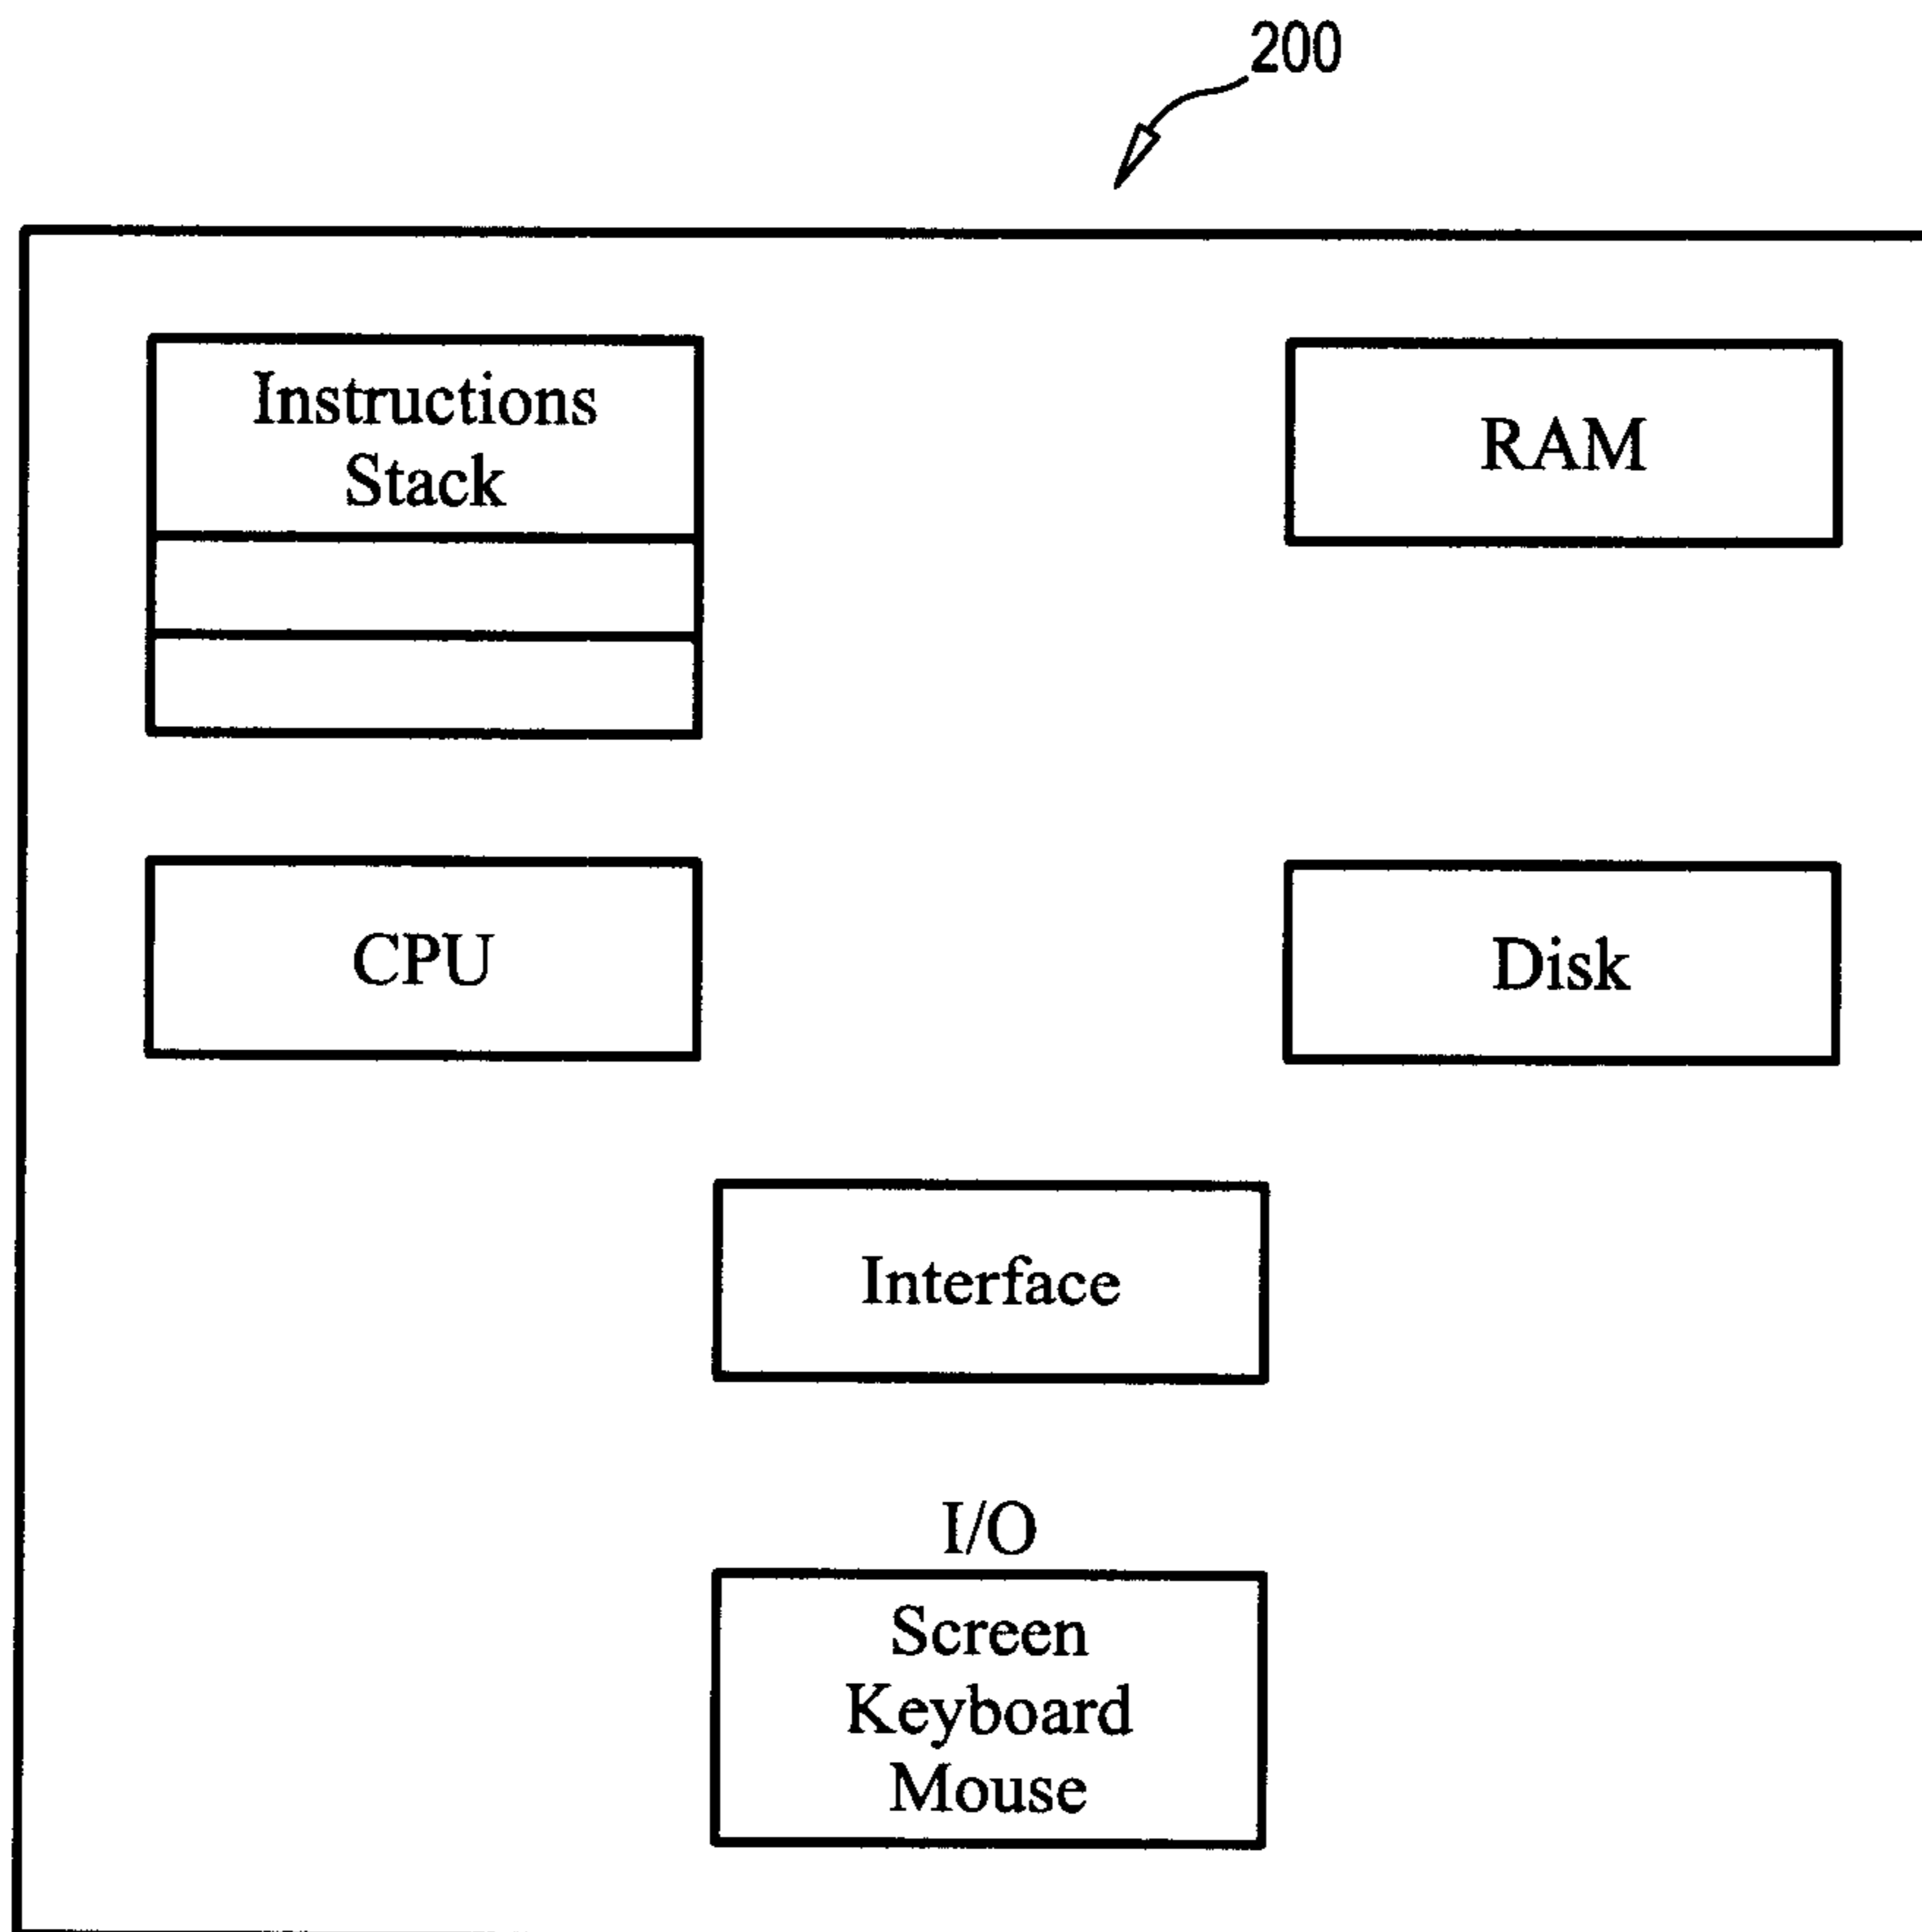 200
Instructions
Stack
RAM
CPU
Disk
Interface
I/O
Screen
Keyboard
Mouse